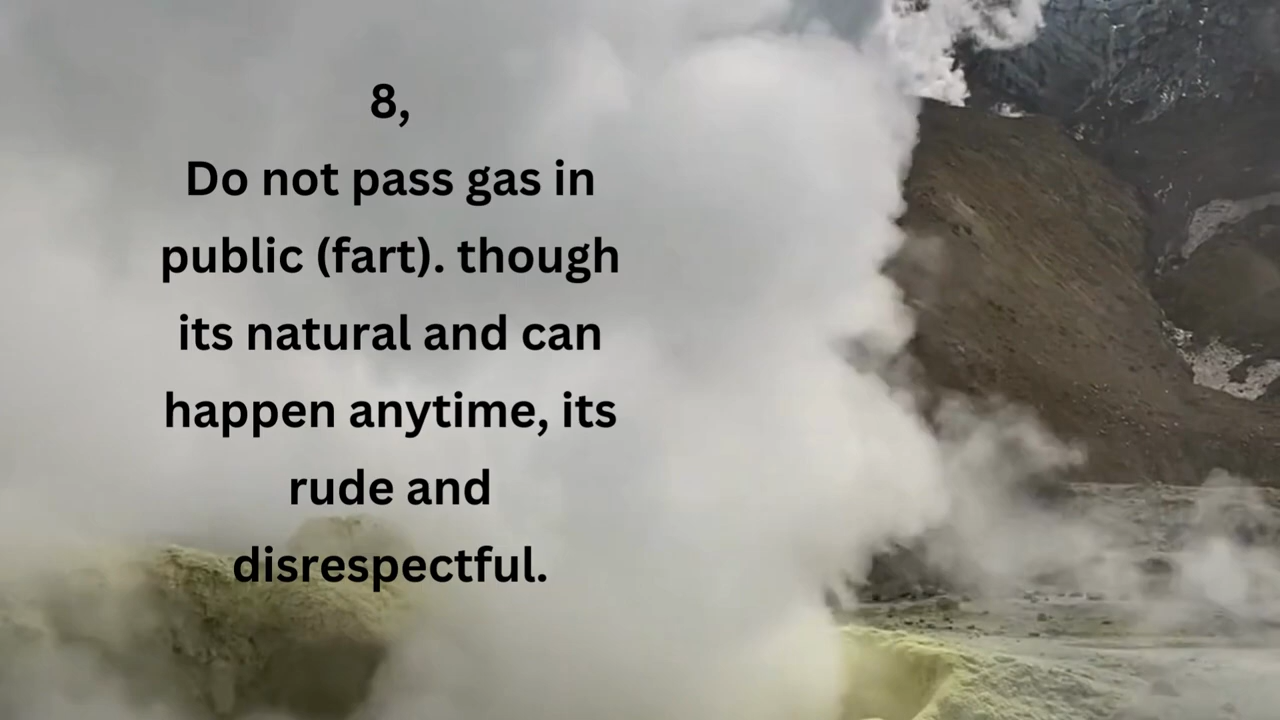 8,
Do not pass gas in
public (fart). though
its natural and can
happen anytime, its
rude and
disrespectful.